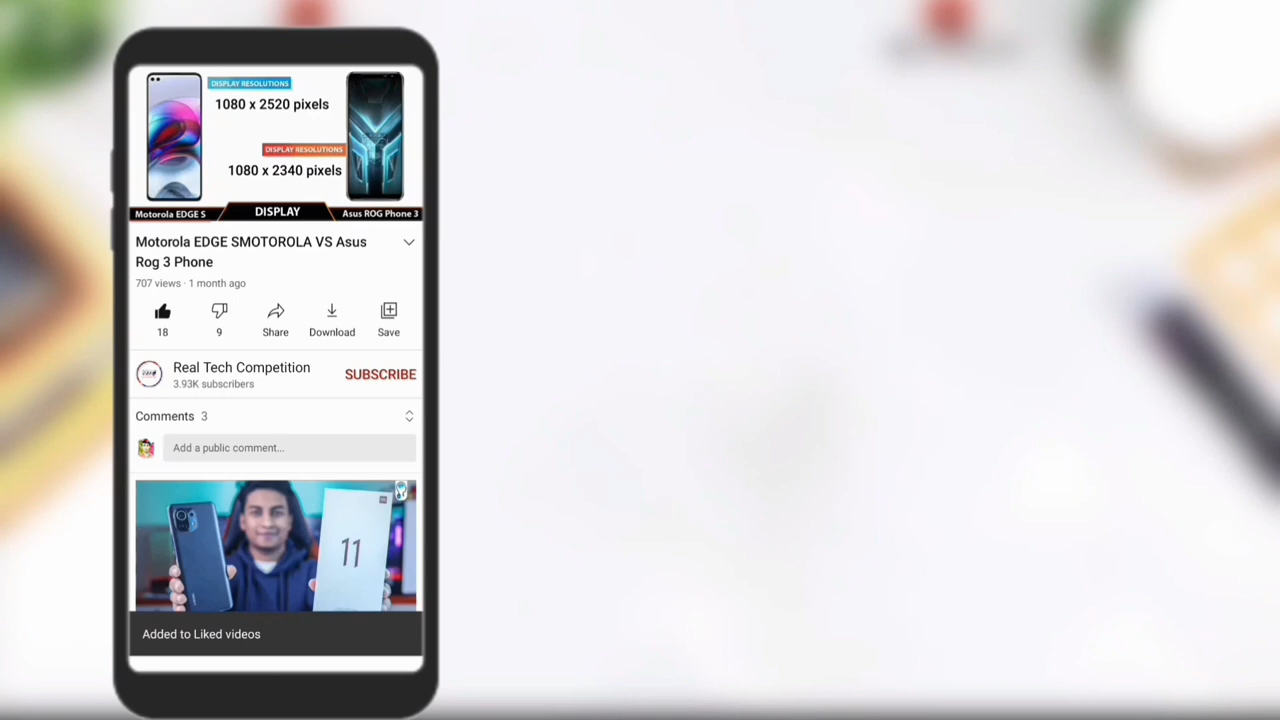 DISPLAY RESOLUTIONS
1080 x 2520 pixels
DISPLAY RESOLUTIONS
1080 x 2340 pixels
Motorola EDGE S
DISPLAY
Asus ROG Phone 3
Motorola EDGE SMOTOROLA VS Asus
Rog 3 Phone
707 views · 1 month ago
18
9
Share
Download
Save
Real Tech Competition
3.93K subscribers
SUBSCRIBE
Comments 3
Add a public comment...
11
Added to Liked videos